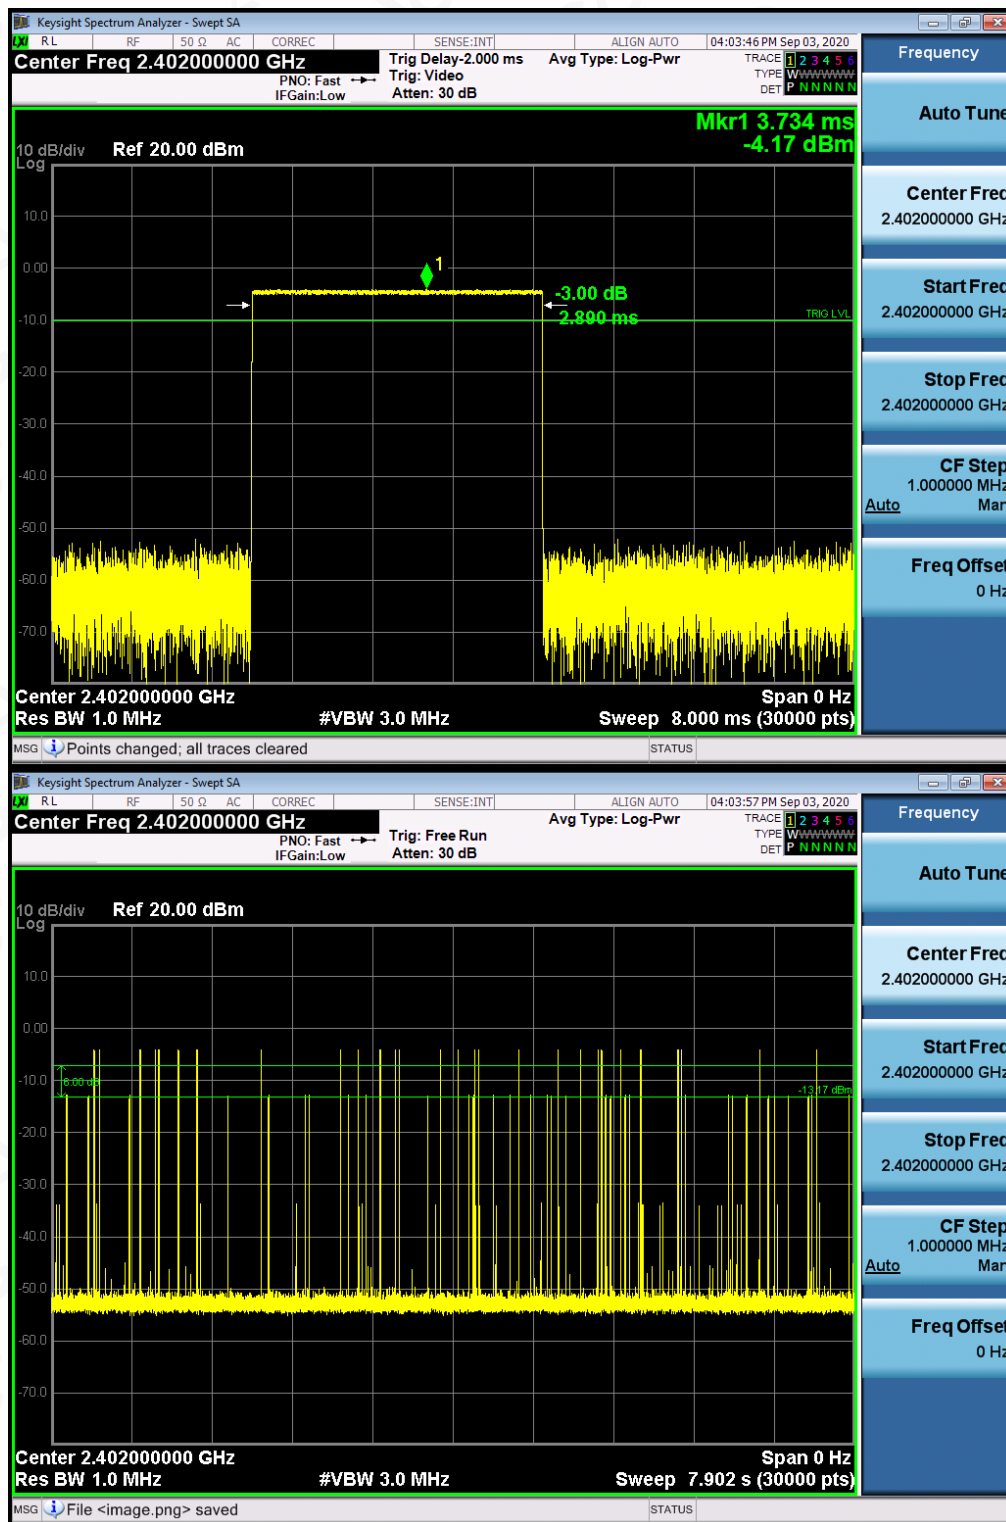 Keysight Spectrum Analyzer - Swept SA
LXI RL RF 50 Ω AC CORREC SENSE:INT ALIGN AUTO 04:03:46 PM Sep 03, 2020
Center Freq 2.402000000 GHz Trig Delay-2.000 ms Avg Type: Log-Pwr TRACE 1 2 3 4 5 6
PNO: Fast Trig: Video TYPE WWWWWWW
IFGain:Low Atten: 30 dB DET P N N N N N
Mkr1 3.734 ms
-4.17 dBm
10 dB/div Ref 20.00 dBm
Log
10.0
0.00
1
-3.00 dB
2.890 ms
-10.0
TRIG LVL
-20.0
-30.0
-40.0
-50.0
-60.0
-70.0
Center 2.402000000 GHz Span 0 Hz
Res BW 1.0 MHz #VBW 3.0 MHz Sweep 8.000 ms (30000 pts)
MSG Points changed; all traces cleared STATUS
Frequency
Auto Tune
Center Freq
2.402000000 GHz
Start Freq
2.402000000 GHz
Stop Freq
2.402000000 GHz
CF Step
1.000000 MHz
Auto Man
Freq Offset
0 Hz
Keysight Spectrum Analyzer - Swept SA
LXI RL RF 50 Ω AC CORREC SENSE:INT ALIGN AUTO 04:03:57 PM Sep 03, 2020
Center Freq 2.402000000 GHz Avg Type: Log-Pwr TRACE 1 2 3 4 5 6
PNO: Fast Trig: Free Run TYPE WWWWWWW
IFGain:Low Atten: 30 dB DET P N N N N N
10 dB/div Ref 20.00 dBm
Log
10.0
0.00
-10.0
6.00 dB
-13.17 dBm
-20.0
-30.0
-40.0
-50.0
-60.0
-70.0
Center 2.402000000 GHz Span 0 Hz
Res BW 1.0 MHz #VBW 3.0 MHz Sweep 7.902 s (30000 pts)
MSG File <image.png> saved STATUS
Frequency
Auto Tune
Center Freq
2.402000000 GHz
Start Freq
2.402000000 GHz
Stop Freq
2.402000000 GHz
CF Step
1.000000 MHz
Auto Man
Freq Offset
0 Hz